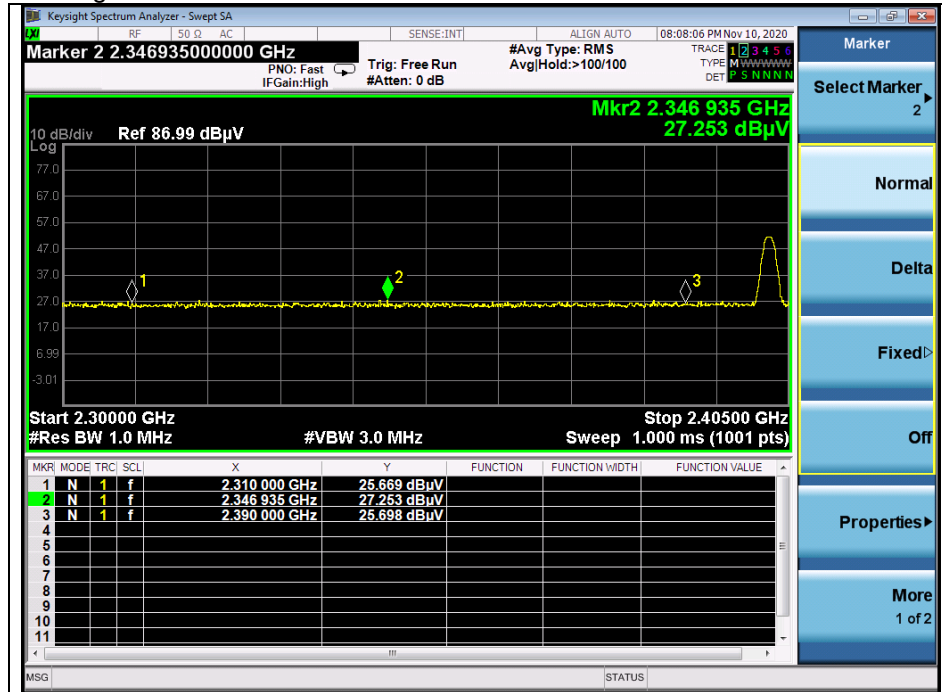 Keysight Spectrum Analyzer - Swept SA
LXI RF 50 Ω AC SENSE:INT ALIGN AUTO 08:08:06 PM Nov 10, 2020
Marker 2 2.346935000000 GHz
PNO: Fast
IFGain:High
Trig: Free Run
#Atten: 0 dB
#Avg Type: RMS
Avg|Hold:>100/100
TRACE 1 2 3 4 5 6
TYPE M WWWWW
DET P S N N N N
Mkr2 2.346 935 GHz
27.253 dBµV
10 dB/div Ref 86.99 dBµV
Log
77.0
67.0
57.0
47.0
37.0
27.0
17.0
6.99
-3.01
1
2
3
Start 2.30000 GHz Stop 2.40500 GHz
#Res BW 1.0 MHz #VBW 3.0 MHz Sweep 1.000 ms (1001 pts)
MKR MODE TRC SCL X Y FUNCTION FUNCTION WIDTH FUNCTION VALUE
1 N 1 f 2.310 000 GHz 25.669 dBµV
2 N 1 f 2.346 935 GHz 27.253 dBµV
3 N 1 f 2.390 000 GHz 25.698 dBµV
4
5
6
7
8
9
10
11
MSG STATUS
Marker
Select Marker
2
Normal
Delta
Fixed
Off
Properties
More
1 of 2